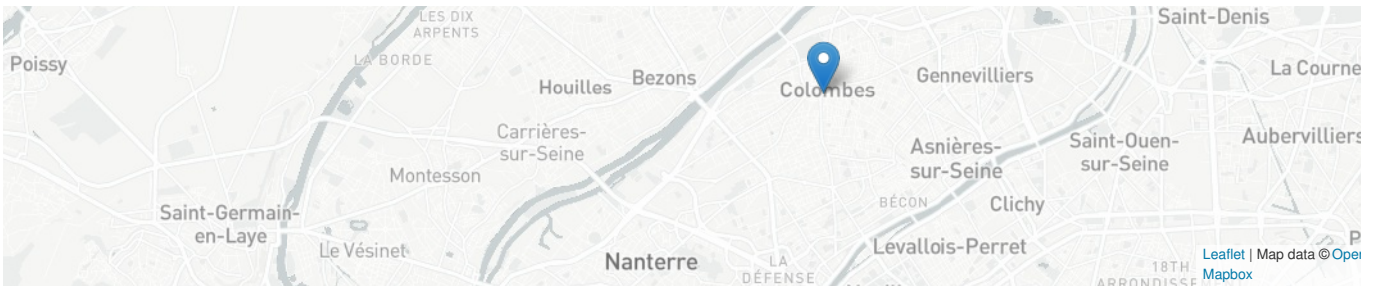 LES DIX
ARPENTS
Saint-Denis
Poissy
LA BORDE
Houilles
Bezons
Colombes
Gennevilliers
La Courne
Carrières-
sur-Seine
Asnières-
sur-Seine
Saint-Ouen-
sur-Seine
Aubervilliers
Montesson
Saint-Germain-
en-Laye
BÉCON
Clichy
Le Vésinet
Nanterre
LA
DÉFENSE
Levallois-Perret
18TH
ARRONDISSE
P
Leaflet | Map data © Oper
Mapbox